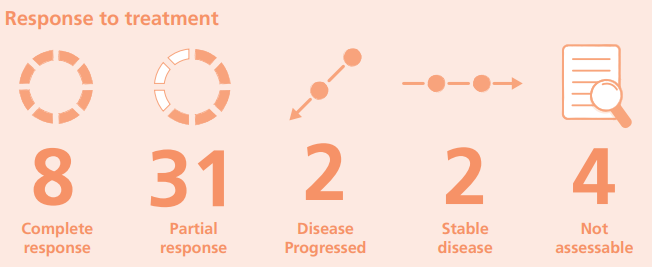 Response to treatment
8
31
2
2
4
Complete
response
Partial
response
Disease
Progressed
Stable
disease
Not
assessable